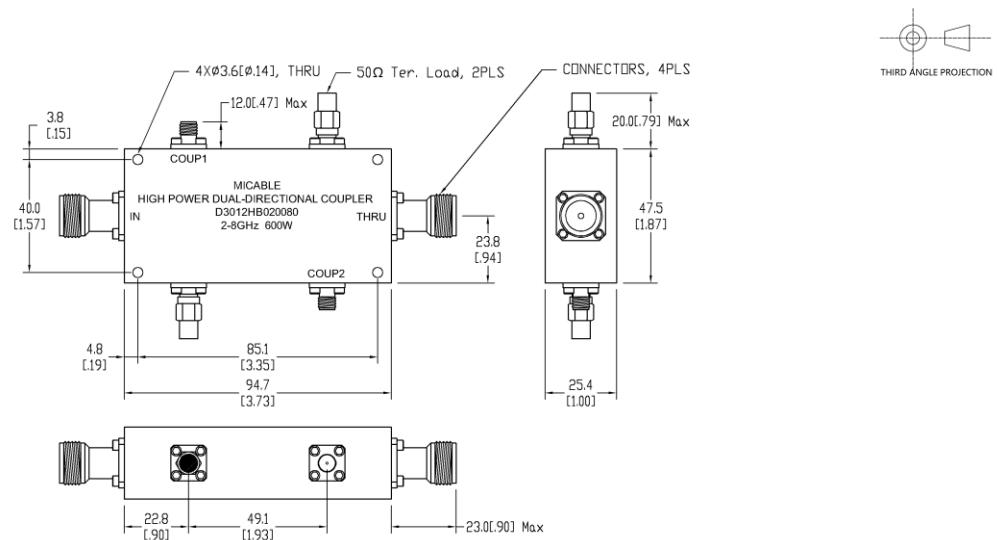 THIRD ANGLE PROJECTION
4XØ3.6[Ø.14], THRU
50Ω Ter. Load, 2PLS
CONNECTORS, 4PLS
12.0[.47] Max
3.8
[.15]
20.0[.79] Max
COUP1
MICABLE
HIGH POWER DUAL-DIRECTIONAL COUPLER
D3012HB020080
2-8GHz 600W
IN
THRU
40.0
[1.57]
47.5
[1.87]
23.8
[.94]
COUP2
4.8
[.19]
85.1
[3.35]
94.7
[3.73]
25.4
[1.00]
22.8
[.90]
49.1
[1.93]
23.0[.90] Max